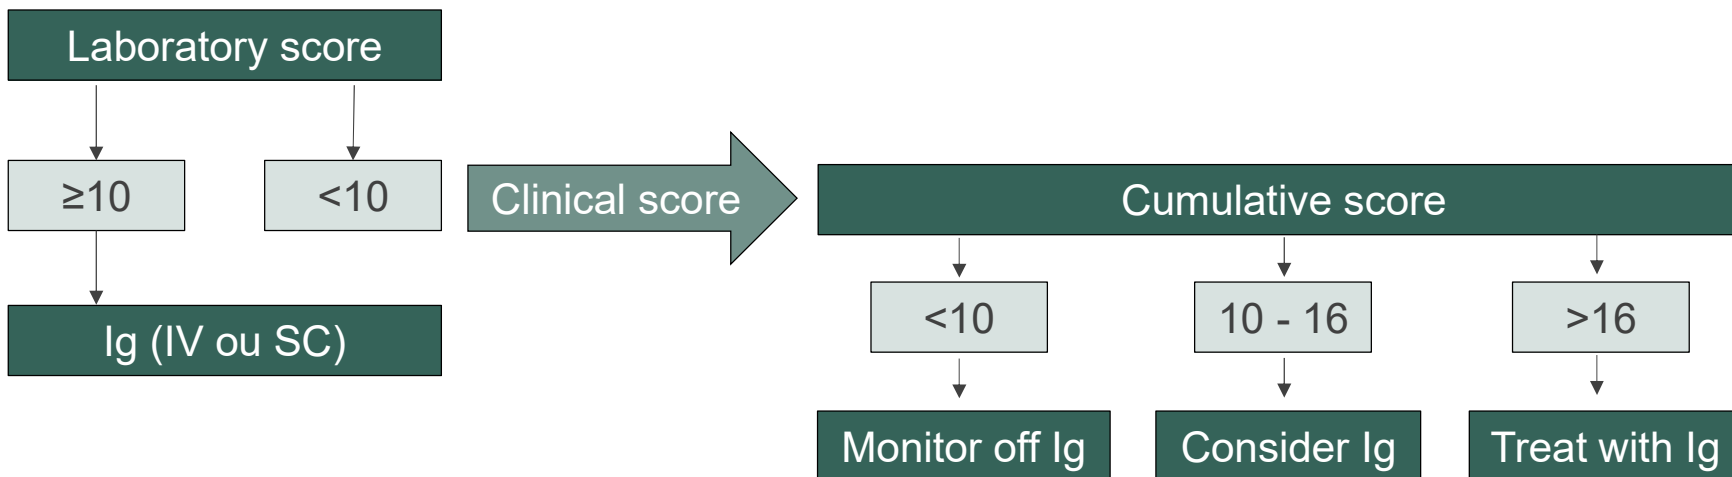 Laboratory score
≥10
<10
Ig (IV ou SC)
Clinical score
Cumulative score
<10
10 - 16
>16
Monitor off Ig
Consider Ig
Treat with Ig